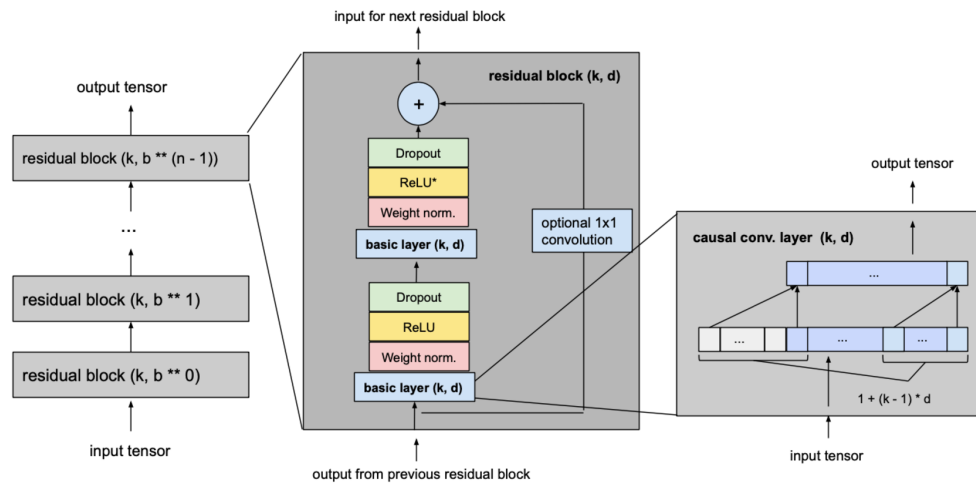 output tensor
residual block (k, b ** (n - 1))
...
residual block (k, b ** 1)
residual block (k, b ** 0)
input tensor
input for next residual block
residual block (k, d)
+
Dropout
ReLU*
Weight norm.
basic layer (k, d)
optional 1x1
convolution
Dropout
ReLU
Weight norm.
basic layer (k, d)
output from previous residual block
output tensor
causal conv. layer (k, d)
...
... ... ...
1 + (k - 1) * d
input tensor